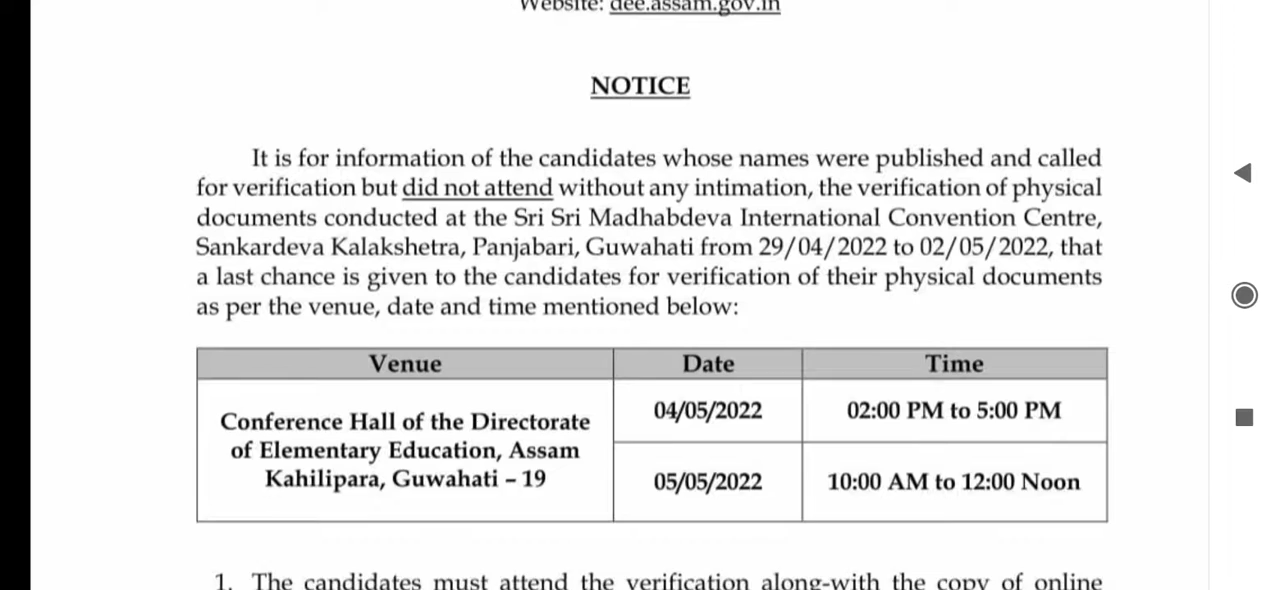 Website: dee.assam.gov.in
NOTICE
It is for information of the candidates whose names were published and called
for verification but did not attend without any intimation, the verification of physical
documents conducted at the Sri Sri Madhabdeva International Convention Centre,
Sankardeva Kalakshetra, Panjabari, Guwahati from 29/04/2022 to 02/05/2022, that
a last chance is given to the candidates for verification of their physical documents
as per the venue, date and time mentioned below:
Venue Date Time
Conference Hall of the Directorate
of Elementary Education, Assam
Kahilipara, Guwahati – 19
04/05/2022 02:00 PM to 5:00 PM
05/05/2022 10:00 AM to 12:00 Noon
1. The candidates must attend the verification along-with the copy of online